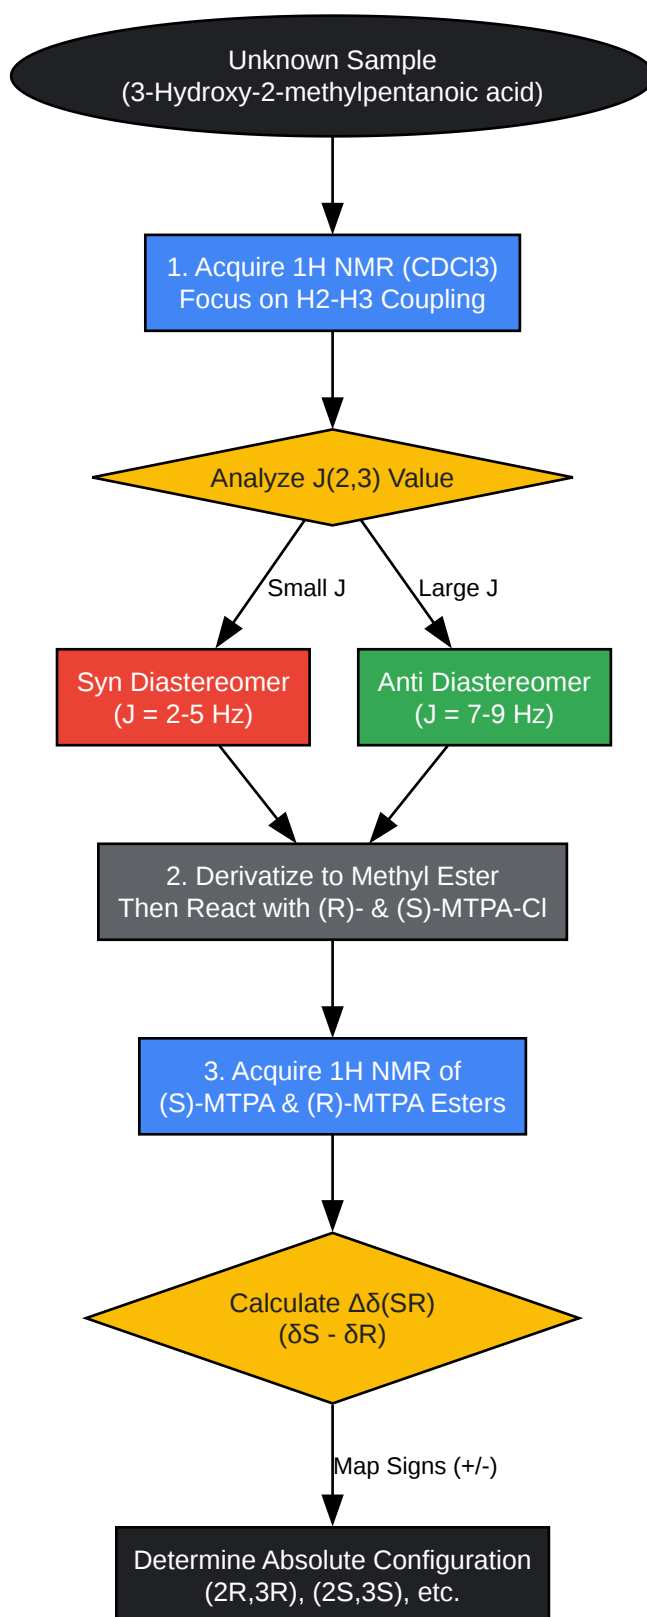 Unknown Sample
(3-Hydroxy-2-methylpentanoic acid)
1. Acquire 1H NMR (CDCl3)
Focus on H2-H3 Coupling
Analyze J(2,3) Value
Small J
Large J
Syn Diastereomer
(J = 2-5 Hz)
Anti Diastereomer
(J = 7-9 Hz)
2. Derivatize to Methyl Ester
Then React with (R)- & (S)-MTPA-Cl
3. Acquire 1H NMR of
(S)-MTPA & (R)-MTPA Esters
Calculate Δδ(SR)
(δS - δR)
Map Signs (+/-)
Determine Absolute Configuration
(2R,3R), (2S,3S), etc.